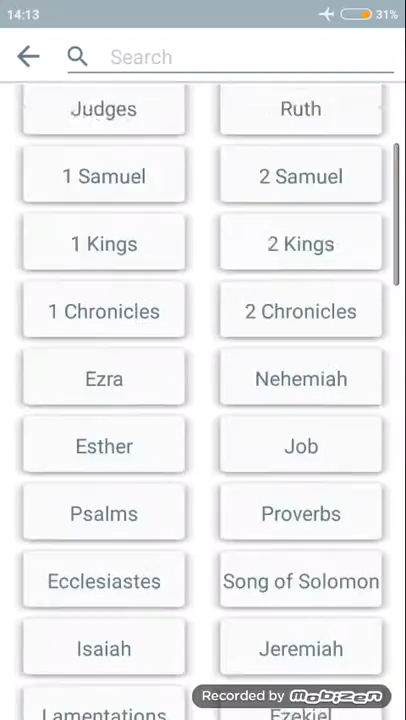 14:13 31%
Search
Judges Ruth
1 Samuel 2 Samuel
1 Kings 2 Kings
1 Chronicles 2 Chronicles
Ezra Nehemiah
Esther Job
Psalms Proverbs
Ecclesiastes Song of Solomon
Isaiah Jeremiah
Lamentations Ezekiel
Recorded by mobizen